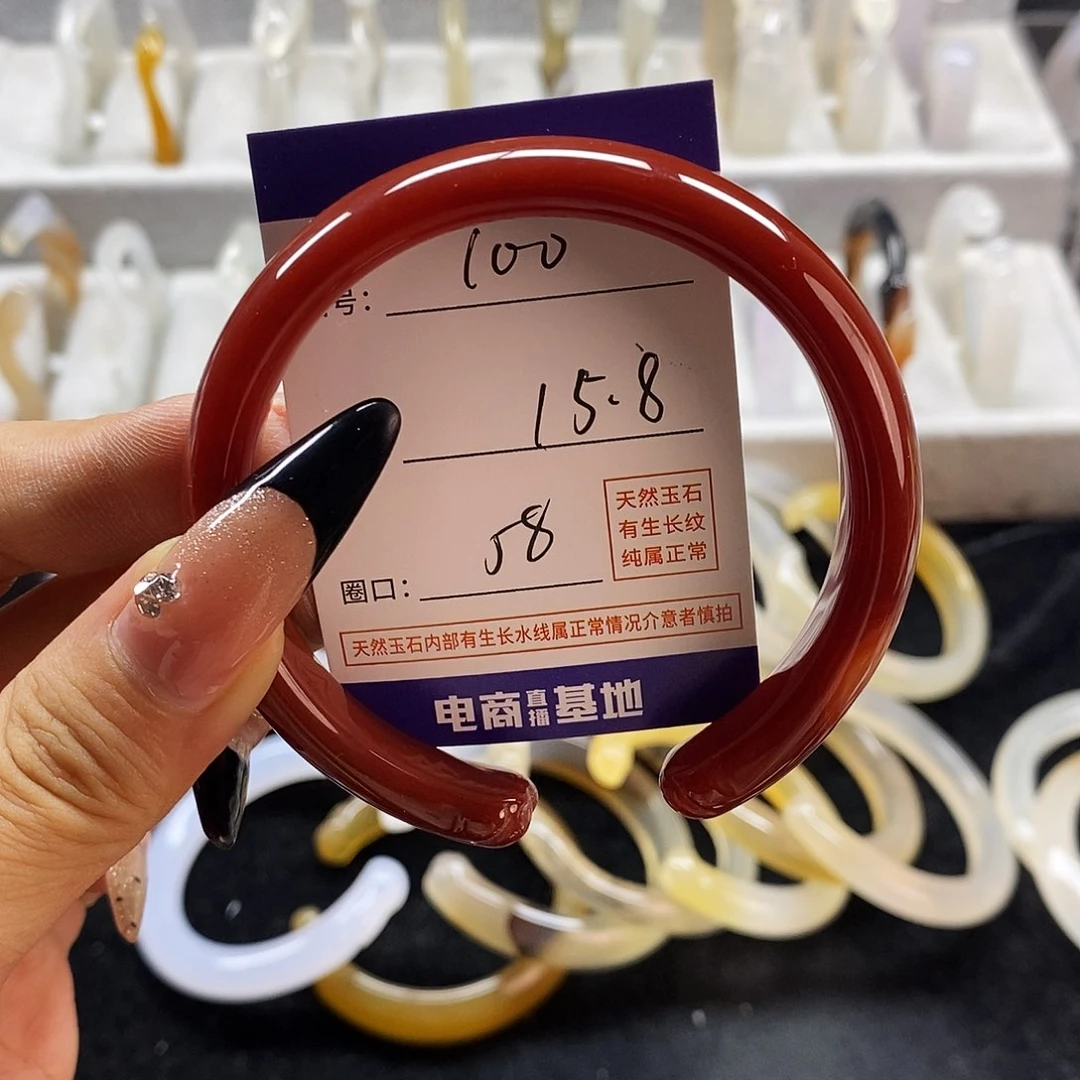 号: 100
15.8
圈口: 58
天然玉石
有生长纹
纯属正常
天然玉石内部有生长水线属正常情况介意者慎拍
电商直播基地